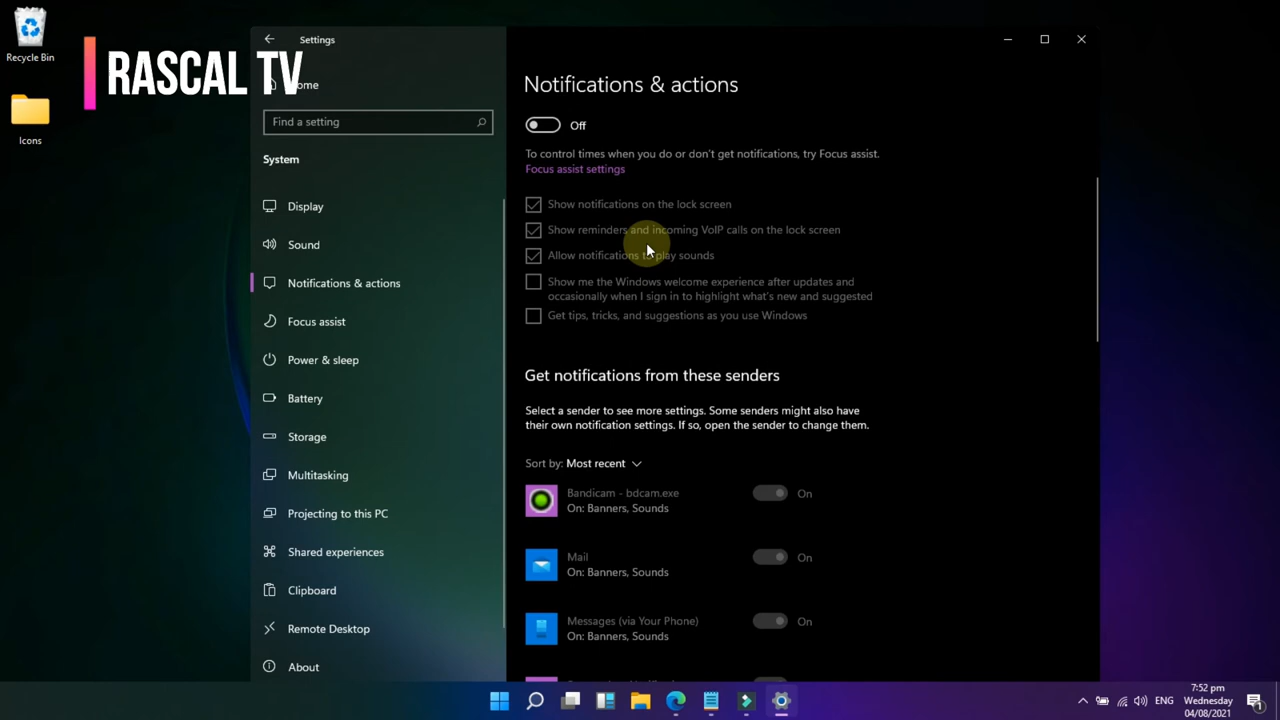 Recycle Bin
Icons
RASCAL TV
Settings
Find a setting
System
Display
Sound
Notifications & actions
Focus assist
Power & sleep
Battery
Storage
Multitasking
Projecting to this PC
Shared experiences
Clipboard
Remote Desktop
About
Notifications & actions
Off
To control times when you do or don't get notifications, try Focus assist.
Focus assist settings
Show notifications on the lock screen
Show reminders and incoming VoIP calls on the lock screen
Allow notifications to play sounds
Show me the Windows welcome experience after updates and
occasionally when I sign in to highlight what's new and suggested
Get tips, tricks, and suggestions as you use Windows
Get notifications from these senders
Select a sender to see more settings. Some senders might also have
their own notification settings. If so, open the sender to change them.
Sort by: Most recent
Bandicam - bdcam.exe
On
On: Banners, Sounds
Mail
On
On: Banners, Sounds
Messages (via Your Phone)
On
On: Banners, Sounds
ENG
7:52 pm
Wednesday
04/08/2021
1